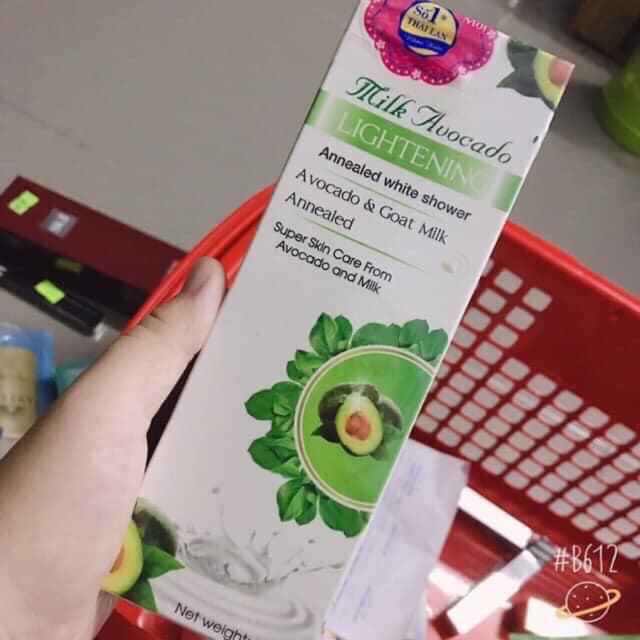 Số 1
THÁI LAN
Milk Avocado
LIGHTENING
Annealed white shower
Avocado & Goat Milk
Annealed
Super Skin Care From
Avocado and Milk
Net weight
#B612